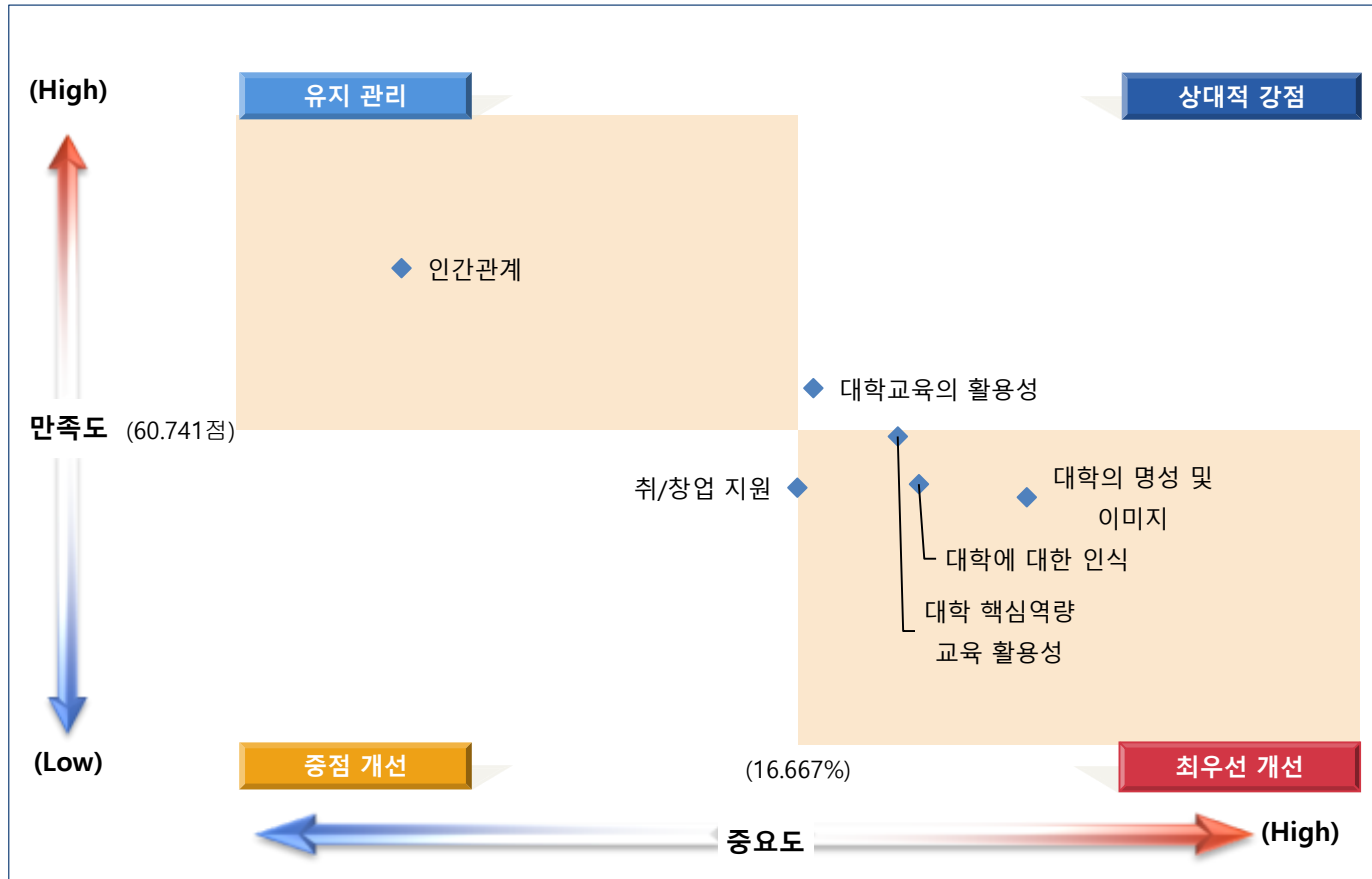 (High)
유지 관리
상대적 강점
인간관계
대학교육의 활용성
만족도 (60.741점)
취/창업 지원
대학의 명성 및
이미지
대학에 대한 인식
대학 핵심역량
교육 활용성
(Low)
중점 개선
(16.667%)
최우선 개선
중요도
(High)